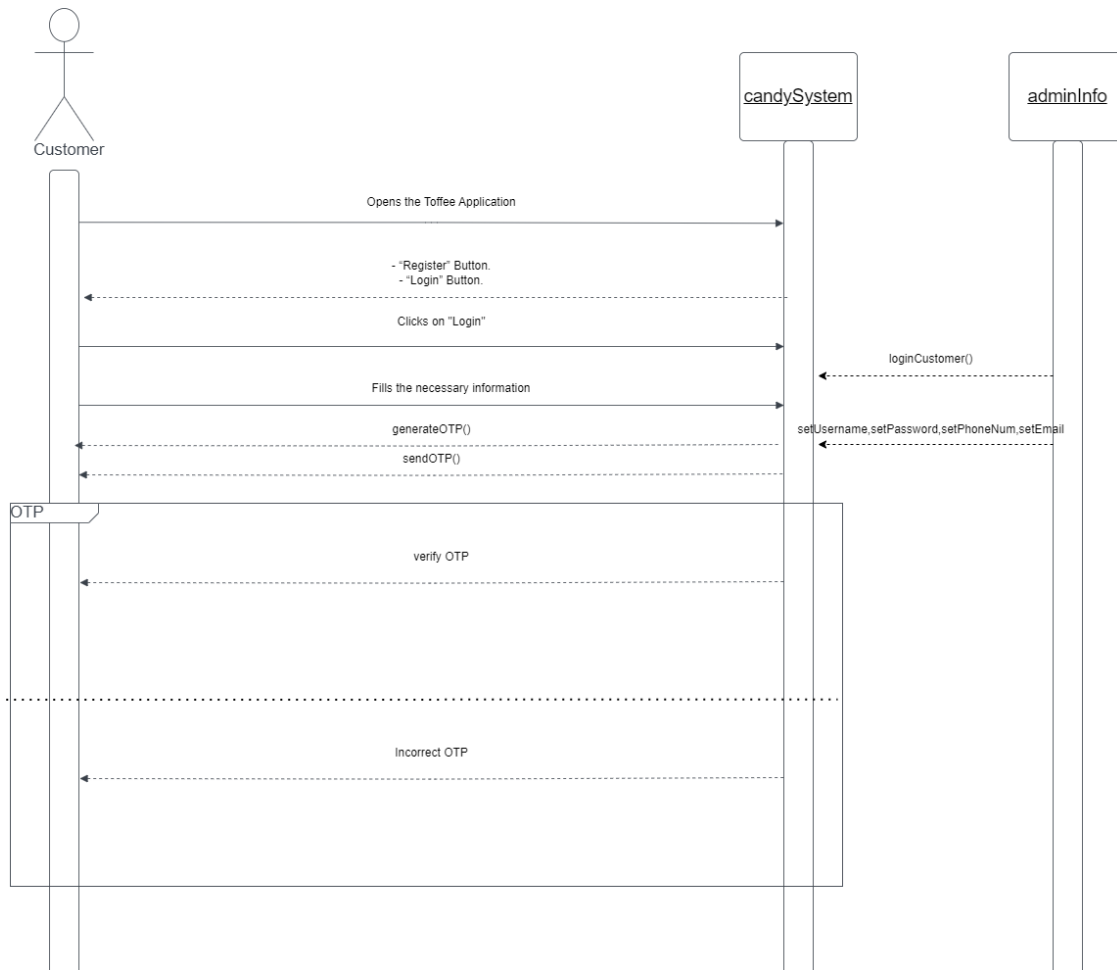 candySystem
adminInfo
Customer
Opens the Toffee Application
- “Register” Button.
- “Login” Button.
Clicks on "Login"
loginCustomer()
Fills the necessary information
generateOTP()
setUsername,setPassword,setPhoneNum,setEmail
sendOTP()
OTP
verify OTP
Incorrect OTP